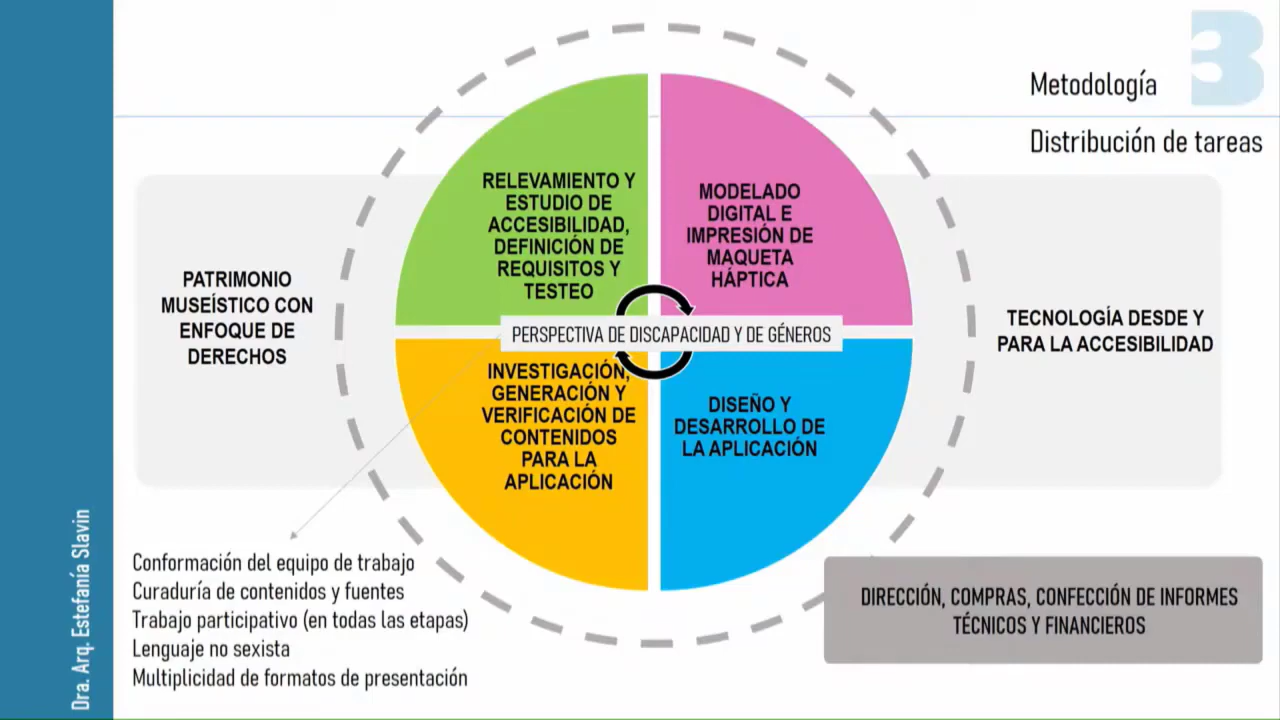 3
Metodología
Distribución de tareas
RELEVAMIENTO Y
ESTUDIO DE
ACCESIBILIDAD,
DEFINICIÓN DE
REQUISITOS Y
TESTEO
MODELADO
DIGITAL E
IMPRESIÓN DE
MAQUETA
HÁPTICA
PATRIMONIO
MUSEÍSTICO CON
ENFOQUE DE
DERECHOS
PERSPECTIVA DE DISCAPACIDAD Y DE GÉNEROS
TECNOLOGÍA DESDE Y
PARA LA ACCESIBILIDAD
INVESTIGACIÓN,
GENERACIÓN Y
VERIFICACIÓN DE
CONTENIDOS
PARA LA
APLICACIÓN
DISEÑO Y
DESARROLLO DE
LA APLICACIÓN
Conformación del equipo de trabajo
Curaduría de contenidos y fuentes
Trabajo participativo (en todas las etapas)
Lenguaje no sexista
Multiplicidad de formatos de presentación
DIRECCIÓN, COMPRAS, CONFECCIÓN DE INFORMES
TÉCNICOS Y FINANCIEROS
Dra. Arq. Estefanía Slavin